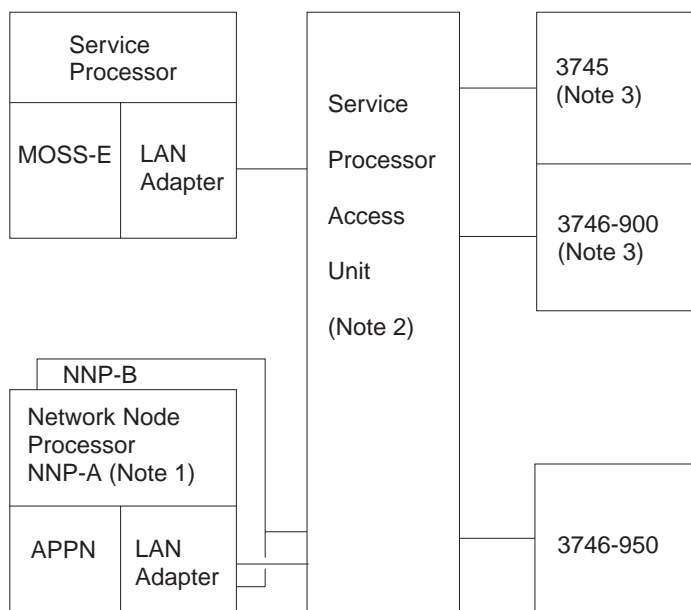 Service
Processor
MOSS-E
LAN
Adapter
NNP-B
Network Node
Processor
NNP-A (Note 1)
APPN
LAN
Adapter
Service
Processor
Access
Unit
(Note 2)
3745
(Note 3)
3746-900
(Note 3)
3746-950